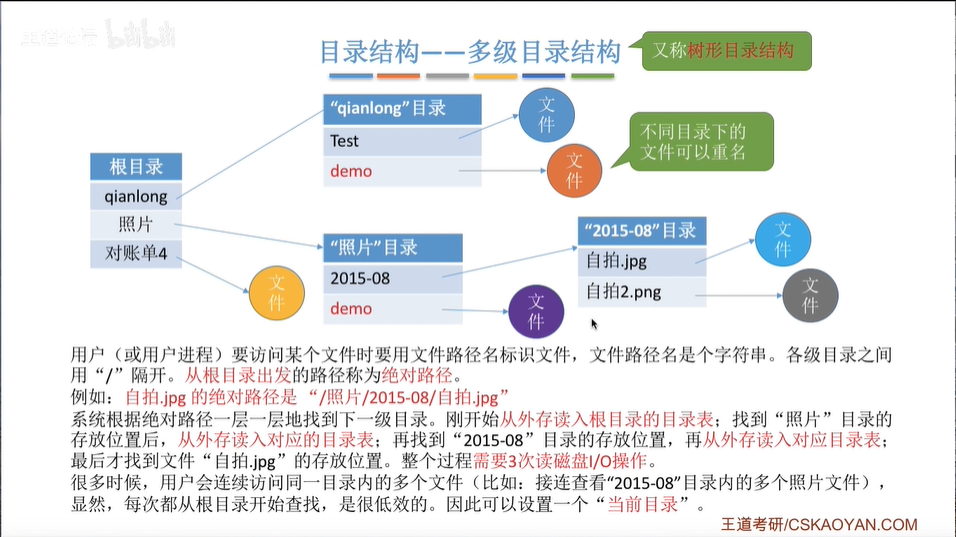 bilibili
目录结构——多级目录结构
又称树形目录结构
"qianlong"目录
Test
demo
文件
文件
不同目录下的
文件可以重名
根目录
qianlong
照片
对账单4
文件
"照片"目录
2015-08
demo
文件
"2015-08"目录
自拍.jpg
自拍2.png
文件
文件
用户（或用户进程）要访问某个文件时要用文件路径名标识文件，文件路径名是个字符串。各级目录之间
用“/”隔开。从根目录出发的路径称为绝对路径。
例如：自拍.jpg 的绝对路径是 “/照片/2015-08/自拍.jpg”
系统根据绝对路径一层一层地找到下一级目录。刚开始从外存读入根目录的目录表；找到“照片”目录的
存放位置后，从外存读入对应的目录表；再找到“2015-08”目录的存放位置，再从外存读入对应目录表；
最后才找到文件“自拍.jpg”的存放位置。整个过程需要3次读磁盘I/O操作。
很多时候，用户会连续访问同一目录内的多个文件（比如：接连查看“2015-08”目录内的多个照片文件），
显然，每次都从根目录开始查找，是很低效的。因此可以设置一个“当前目录”。
王道考研/CSKAOYAN.COM